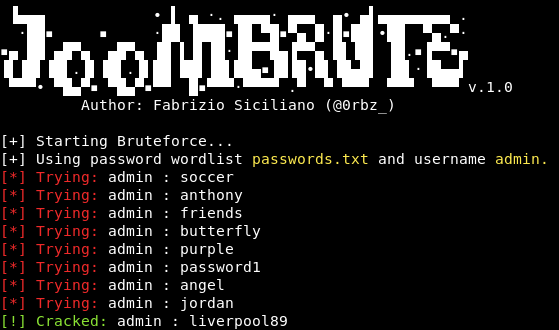 JooMBRUTE v.1.0
Author: Fabrizio Siciliano (@0rbz_)
[+] Starting Bruteforce...
[+] Using password wordlist passwords.txt and username admin.
[*] Trying: admin : soccer
[*] Trying: admin : anthony
[*] Trying: admin : friends
[*] Trying: admin : butterfly
[*] Trying: admin : purple
[*] Trying: admin : password1
[*] Trying: admin : angel
[*] Trying: admin : jordan
[!] Cracked: admin : liverpool89